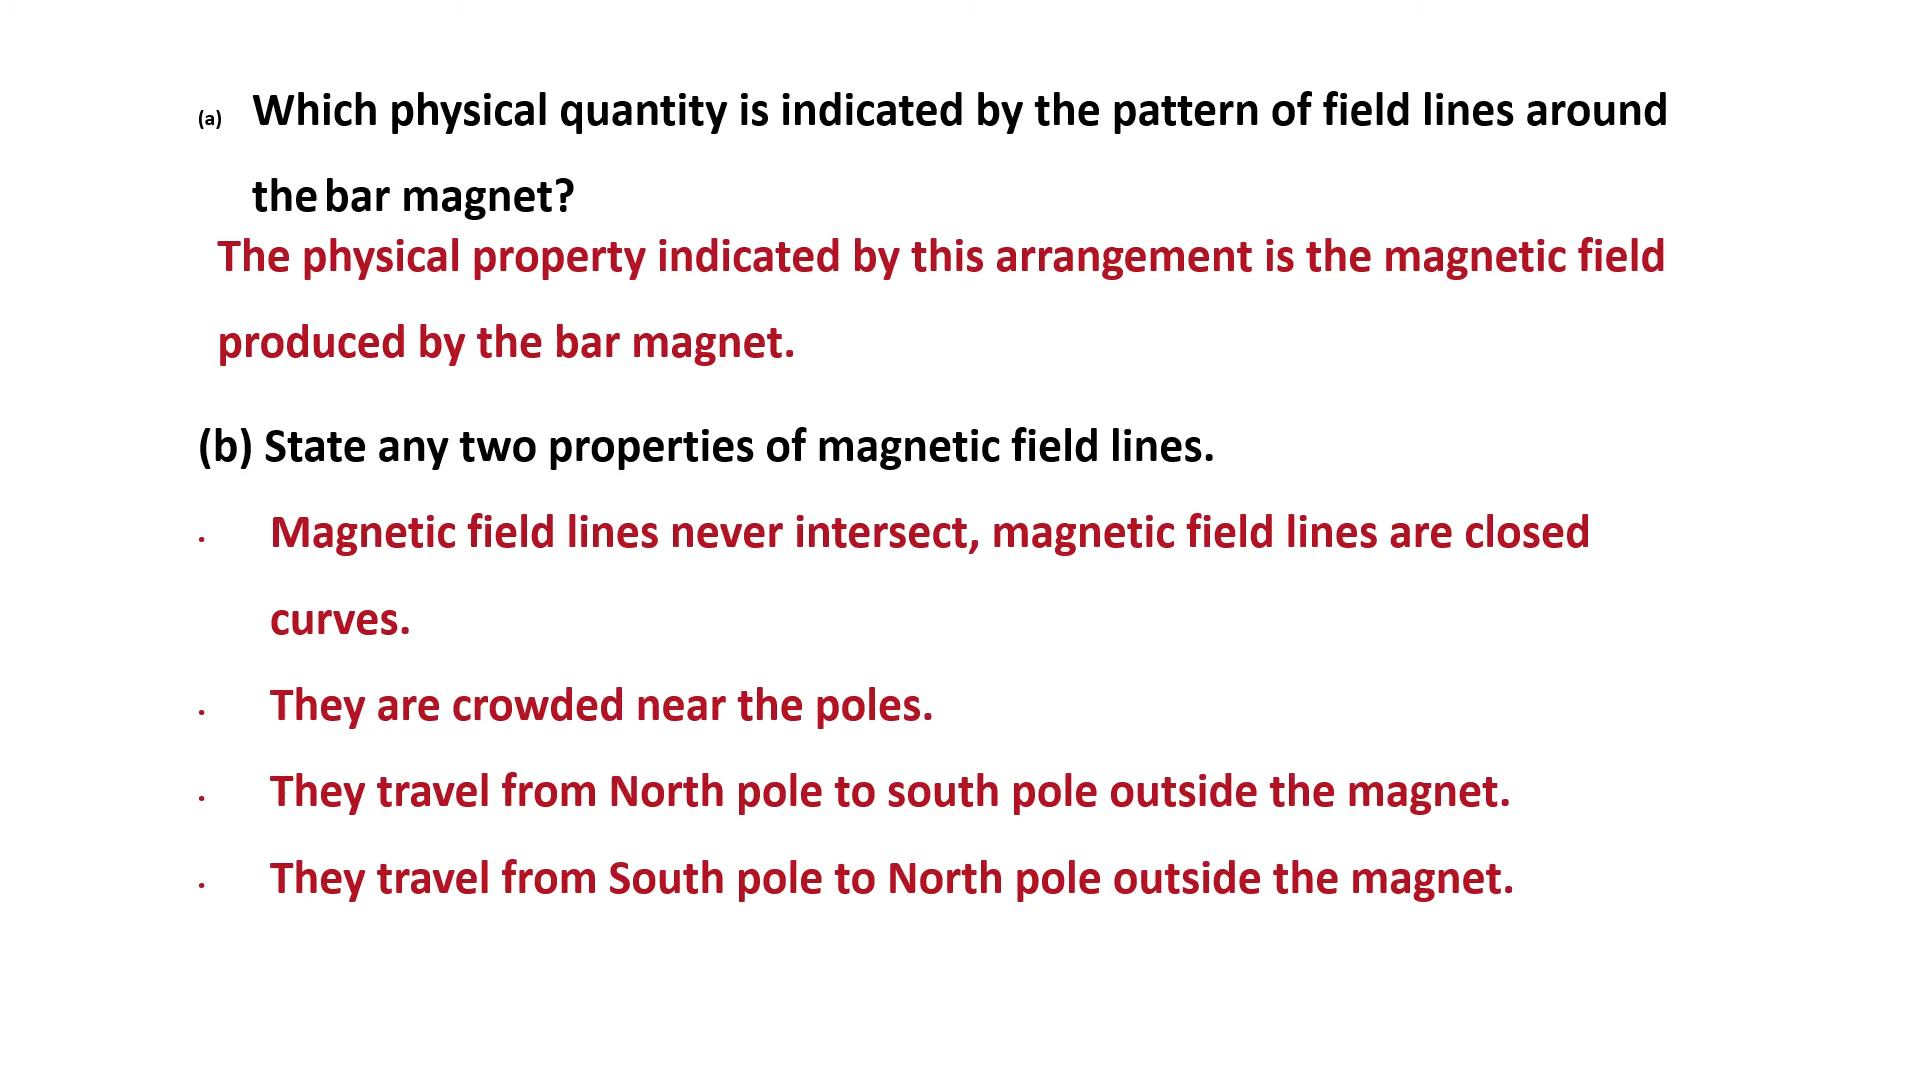 (a) Which physical quantity is indicated by the pattern of field lines around
the bar magnet?
The physical property indicated by this arrangement is the magnetic field
produced by the bar magnet.
(b) State any two properties of magnetic field lines.
• Magnetic field lines never intersect, magnetic field lines are closed
curves.
• They are crowded near the poles.
• They travel from North pole to south pole outside the magnet.
• They travel from South pole to North pole outside the magnet.